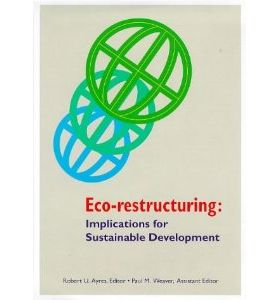 Eco-restructuring:
Implications for
Sustainable Development
Robert U. Ayres, Editor • Paul M. Weaver, Assistant Editor